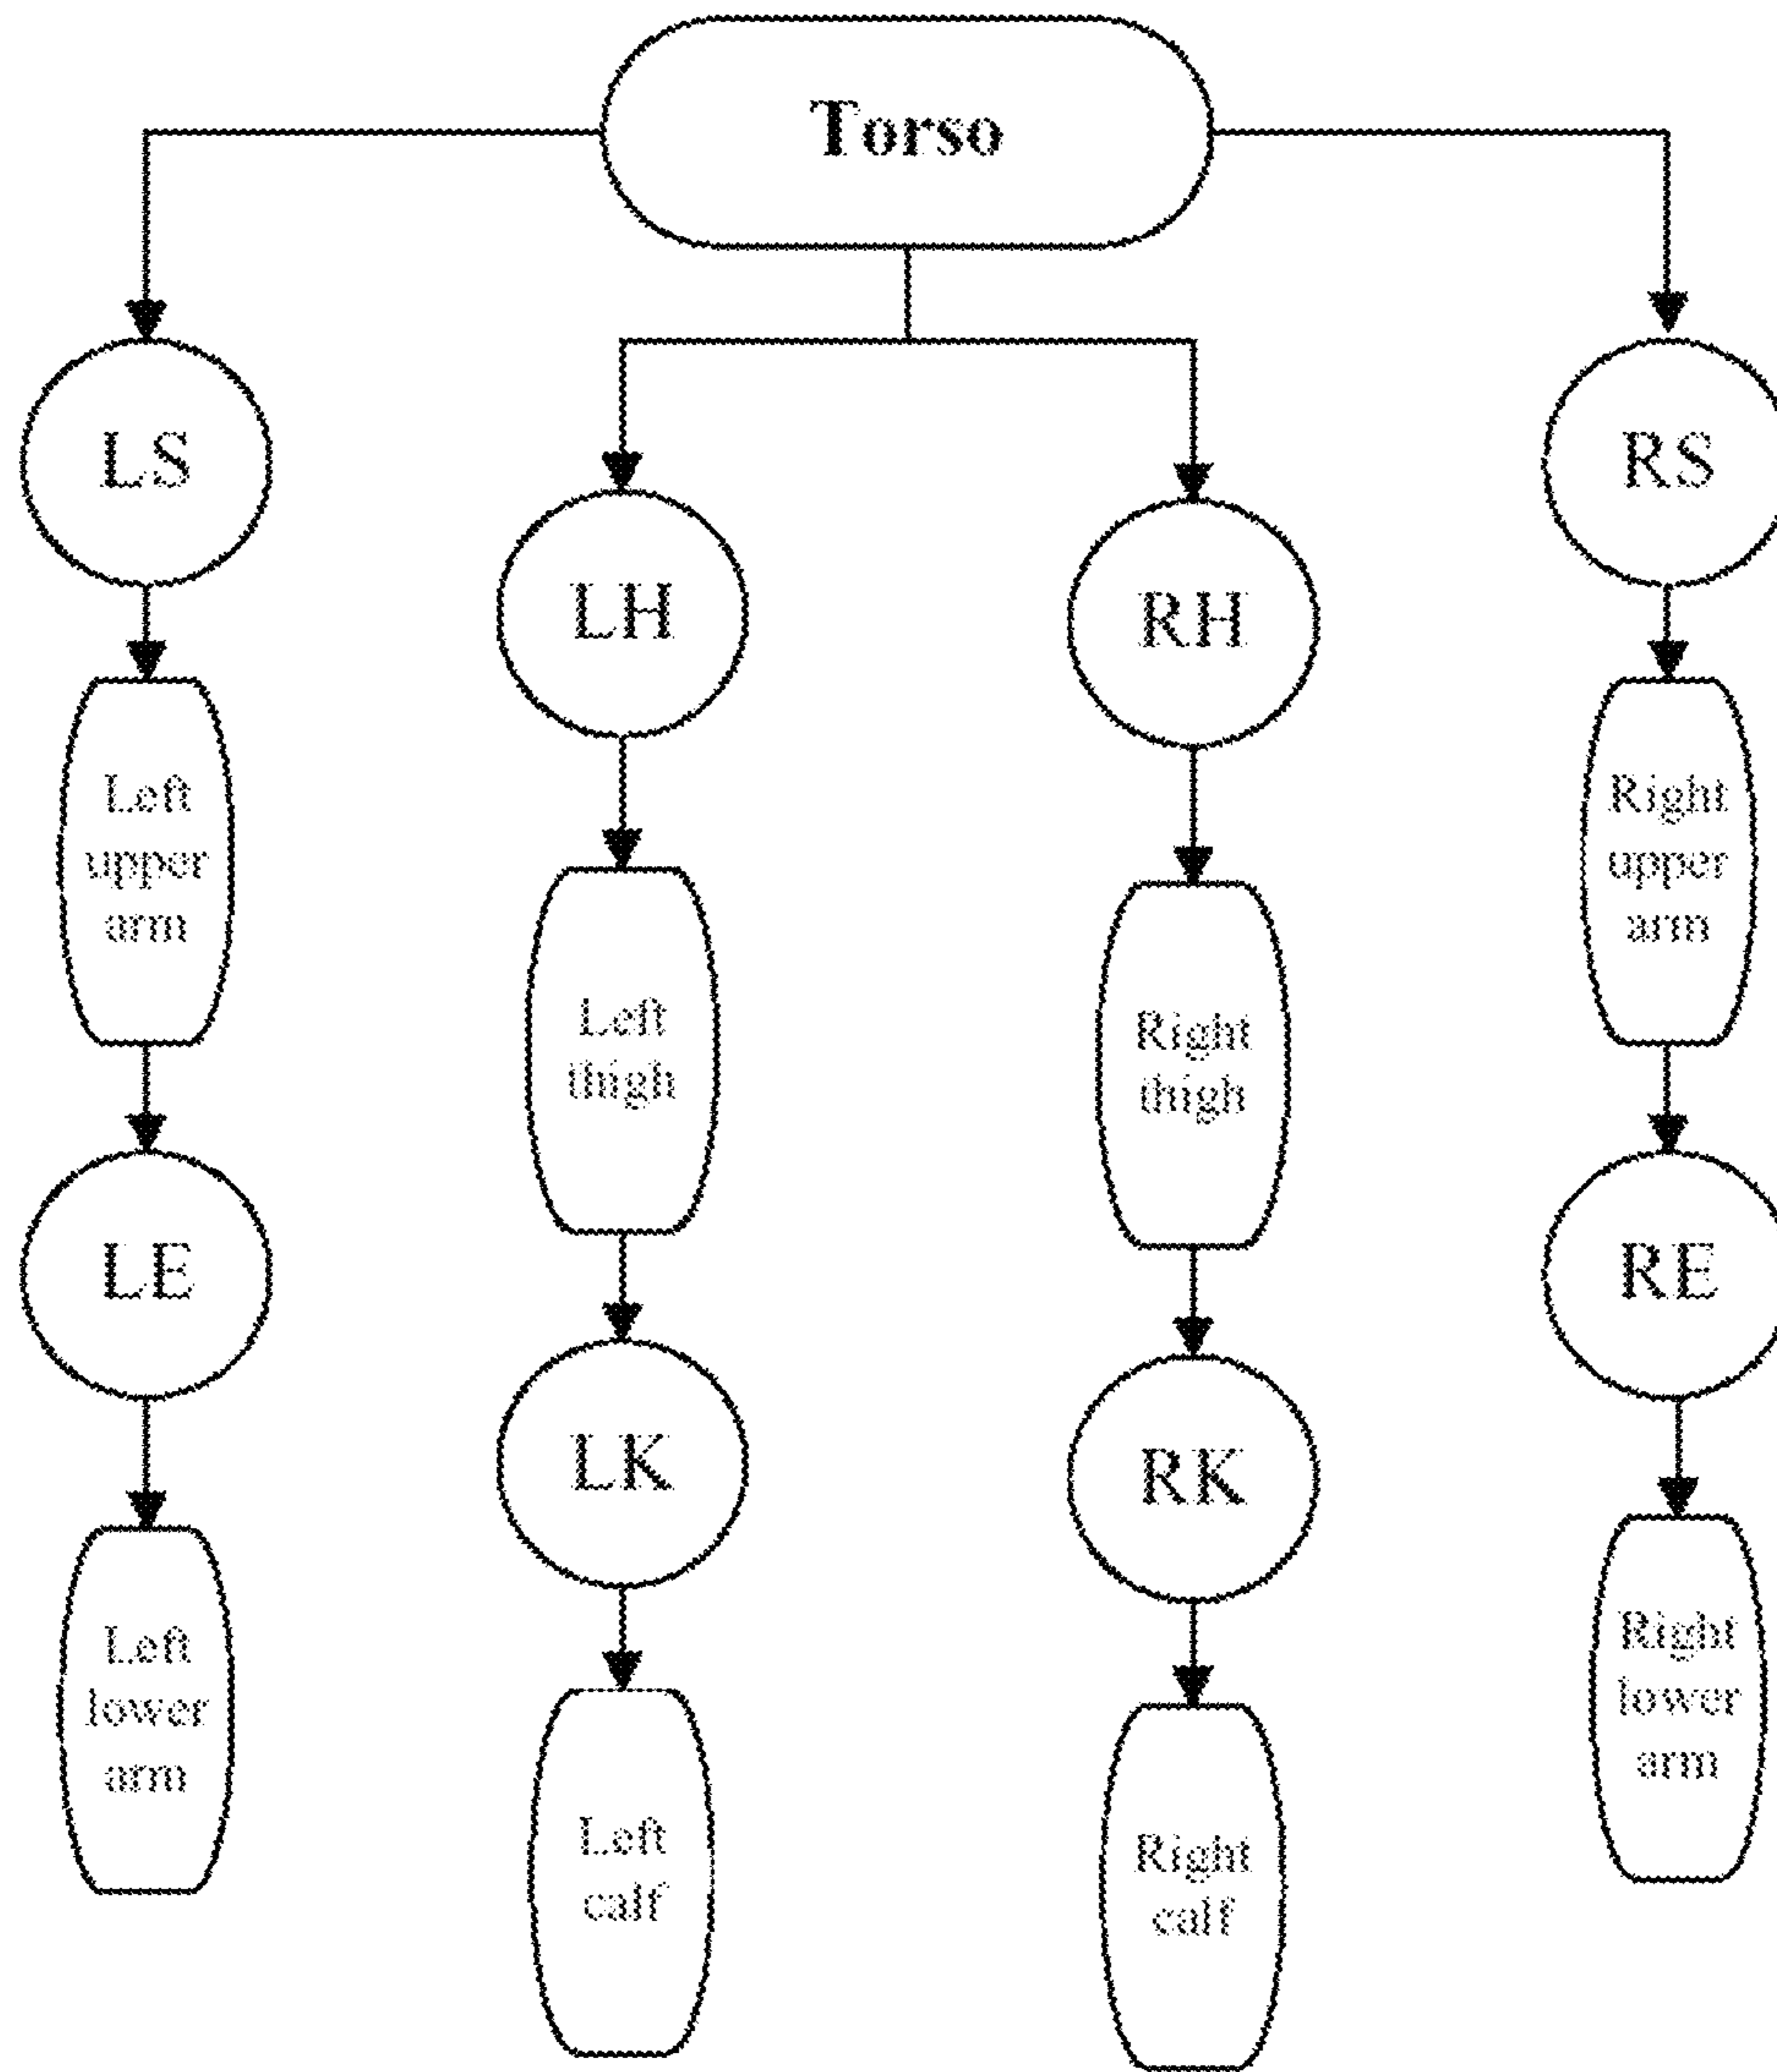 Torso
LS
RS
LH
RH
Left
upper
arm
Right
upper
arm
Left
thigh
Right
thigh
LE
RE
LK
RK
Left
lower
arm
Right
lower
arm
Left
calf
Right
calf